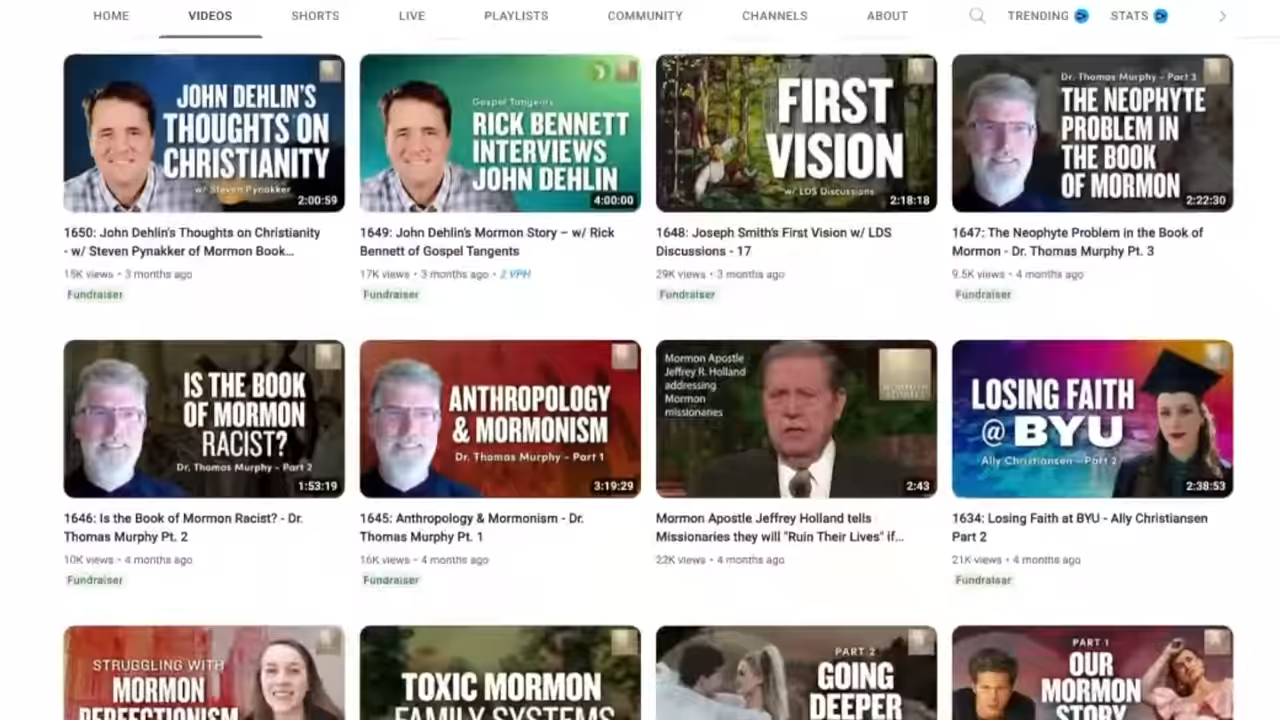 HOME VIDEOS SHORTS LIVE PLAYLISTS COMMUNITY CHANNELS ABOUT TRENDING STATS
JOHN DEHLIN'S
THOUGHTS ON
CHRISTIANITY
w/ Steven Pynakker
2:00:59
1650: John Dehlin's Thoughts on Christianity
- w/ Steven Pynakker of Mormon Book...
15K views • 3 months ago
Fundraiser
Gospel Tangents
RICK BENNETT
INTERVIEWS
JOHN DEHLIN
4:00:00
1649: John Dehlin's Mormon Story – w/ Rick
Bennett of Gospel Tangents
17K views • 3 months ago • 2 VPH
Fundraiser
FIRST
VISION
w/ LDS Discussions
2:18:18
1648: Joseph Smith's First Vision w/ LDS
Discussions - 17
29K views • 3 months ago
Fundraiser
Dr. Thomas Murphy - Part 3
THE NEOPHYTE
PROBLEM IN
THE BOOK
OF MORMON
2:22:30
1647: The Neophyte Problem in the Book of
Mormon - Dr. Thomas Murphy Pt. 3
9.5K views • 4 months ago
Fundraiser
IS THE BOOK
OF MORMON
RACIST?
Dr. Thomas Murphy - Part 2
1:53:19
1646: Is the Book of Mormon Racist? - Dr.
Thomas Murphy Pt. 2
10K views • 4 months ago
Fundraiser
ANTHROPOLOGY
& MORMONISM
Dr. Thomas Murphy - Part 1
3:19:29
1645: Anthropology & Mormonism - Dr.
Thomas Murphy Pt. 1
16K views • 4 months ago
Fundraiser
Mormon Apostle
Jeffrey R. Holland
addressing
Mormon
missionaries
2:43
Mormon Apostle Jeffrey Holland tells
Missionaries they will "Ruin Their Lives" if...
22K views • 4 months ago
LOSING FAITH
@ BYU
Ally Christiansen - Part 2
2:38:53
1634: Losing Faith at BYU - Ally Christiansen
Part 2
21K views • 4 months ago
Fundraiser
STRUGGLING WITH
MORMON
PERFECTIONISM
TOXIC MORMON
FAMILY SYSTEMS
PART 2
GOING
DEEPER
PART 1
OUR
MORMON
STORY